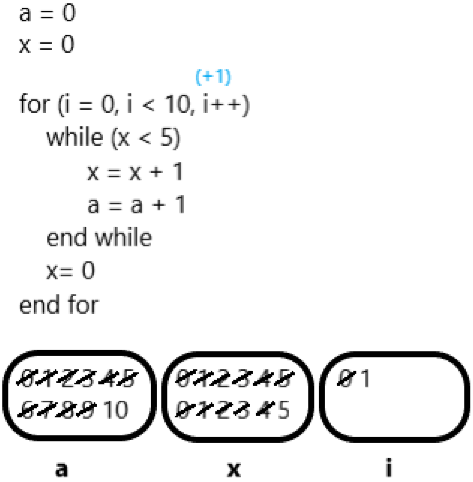 a = 0
x = 0
(+1)
for (i = 0, i < 10, i++)
while (x < 5)
x = x + 1
a = a + 1
end while
x= 0
end for
0 1 2 3 4 5
6 7 8 9 10
0 1 2 3 4 5
0 1 2 3 4 5
0 1
a
x
i